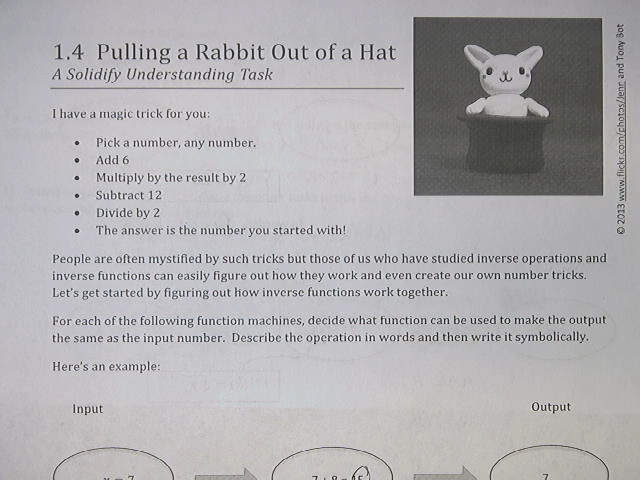 1.4 Pulling a Rabbit Out of a Hat
A Solidify Understanding Task
© 2013 www.flickr.com/photos/Jenn and Tony Bot
I have a magic trick for you:
• Pick a number, any number.
• Add 6
• Multiply by the result by 2
• Subtract 12
• Divide by 2
• The answer is the number you started with!
People are often mystified by such tricks but those of us who have studied inverse operations and
inverse functions can easily figure out how they work and even create our own number tricks.
Let's get started by figuring out how inverse functions work together.
For each of the following function machines, decide what function can be used to make the output
the same as the input number. Describe the operation in words and then write it symbolically.
Here's an example:
Input
Output
x = 7
7